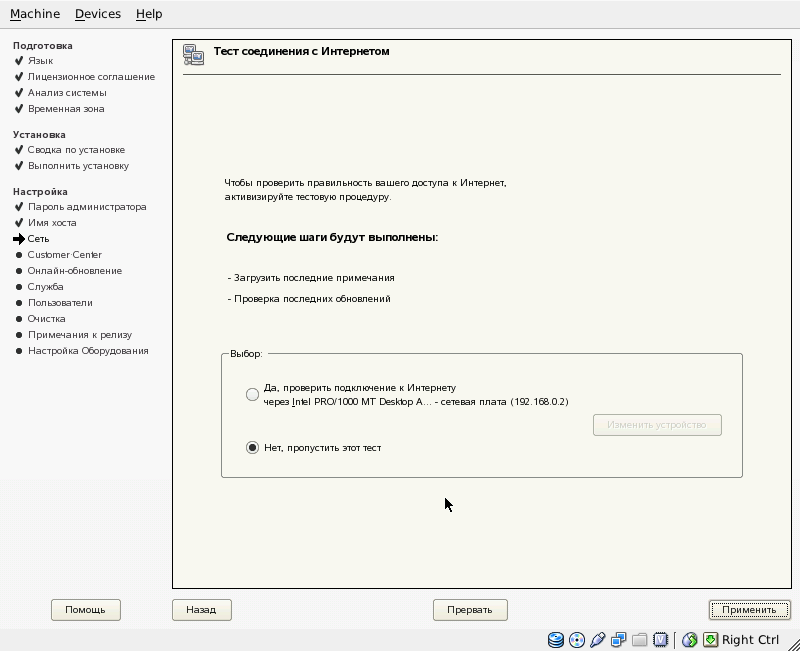 Machine Devices Help
Подготовка
Язык
Лицензионное соглашение
Анализ системы
Временная зона
Установка
Сводка по установке
Выполнить установку
Настройка
Пароль администратора
Имя хоста
Сеть
Customer Center
Онлайн-обновление
Служба
Пользователи
Очистка
Примечания к релизу
Настройка Оборудования
Тест соединения с Интернетом
Чтобы проверить правильность вашего доступа к Интернет,
активизируйте тестовую процедуру.
Следующие шаги будут выполнены:
- Загрузить последние примечания
- Проверка последних обновлений
Выбор:
Да, проверить подключение к Интернету
через Intel PRO/1000 MT Desktop A... - сетевая плата (192.168.0.2)
Изменить устройство
Нет, пропустить этот тест
Помощь Назад Прервать Применить
Right Ctrl